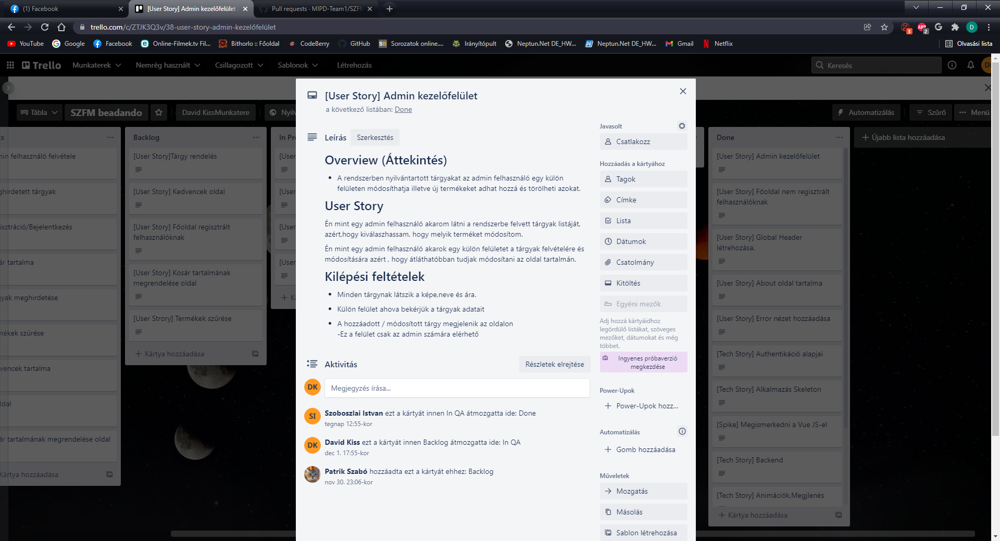 (1) Facebook
[User Story] Admin kezelőfelület
Pull requests · MIPD-Team1/SZFM
trello.com/c/ZTJK3Q3v/38-user-story-admin-kezelőfelület
3
2
D
YouTube
Google
Facebook
Online-Filmek.tv Fil...
Bithorlo :: Főoldal
CodeBerry
GitHub
Sorozatok online....
Irányítópult
Neptun.Net DE_HW...
Neptun.Net DE_HW...
Gmail
Netflix
Olvasási lista
Trello
Munkaterek
Nemrég használt
Csillagozott
Sablonok
Létrehozás
Keresés
Tábla
SZFM beadando
David KissMunkatere
Automatizálás
Szűrő
Menü
felhasználó felvétele
tárgyak
/Bejelentkezés
tartalma
meghirdetése
szűrése
tartalma
tartalmának megrendelése oldal
Kártya hozzáadása
Backlog
[User Story]Tárgy rendelés
[User Story] Kedvencek oldal
[User Story] Főoldal regisztrált
felhasználóknak
[User Story] Kosár tartalmának
megrendelése oldal
[User Strory] Termékek szűrése
Kártya hozzáadása
In
[User
[User
[User
[User
[User Story] Admin kezelőfelület
a következő listában: Done
Leírás
Szerkesztés
Overview (Áttekintés)
• A rendszerben nyilvántartott tárgyakat az admin felhasználó egy külön
felületen módosíthatja illetve új termékeket adhat hozzá és törölheti azokat.
User Story
Én mint egy admin felhasználó akarom látni a rendszerbe felvett tárgyak listáját,
azért,hogy kiválaszhassam, hogy melyik terméket módosítom.
Én mint egy admin felhasználó akarok egy külön felületet a tárgyak felvételére és
módosítására azért , hogy átláthatóbban tudjak módosítani az oldal tartalmán.
Kilépési feltételek
• Minden tárgynak látszik a képe,neve és ára.
• Külön felület ahova bekérjük a tárgyak adatait
• A hozzáadott / módosított tárgy megjelenik az oldalon
-Ez a felület csak az admin számára elérhető
Aktivitás
Részletek elrejtése
DK
Megjegyzés írása...
SI
Szoboszlai Istvan ezt a kártyát innen In QA átmozgatta ide: Done
tegnap 12:55-kor
DK
David Kiss ezt a kártyát innen Backlog átmozgatta ide: In QA
dec 1. 17:55-kor
Patrik Szabó hozzáadta ezt a kártyát ehhez: Backlog
nov 30. 23:06-kor
Javasolt
Csatlakozz
Hozzáadás a kártyához
Tagok
Címke
Lista
Dátumok
Csatolmány
Kitöltés
Egyéni mezők
Adj hozzá kártyáidhoz
legördülő listákat, szöveges
mezőket, dátumokat és még
többet.
Ingyenes próbaverzió
megkezdése
Power-Upok
Power-Upok hozz...
Automatizálás
Gomb hozzáadása
Műveletek
Mozgatás
Másolás
Sablon létrehozása
Done
[User Story] Admin kezelőfelület
[User Story] Főoldal nem regisztrált
felhasználóknak
[User Story] Global Header
létrehozása.
[User Story] About oldal tartalma
[User Story] Error nézet hozzáadása
[Tech Story] Authentikáció alapjai
[Tech Story] Alkalmazás Skeleton
[Spike] Megismerkedni a Vue JS-el
[Tech Story] Backend
[Tech Story] Animációk,Megjlenés
Kártya hozzáadása
Újabb lista hozzáadása